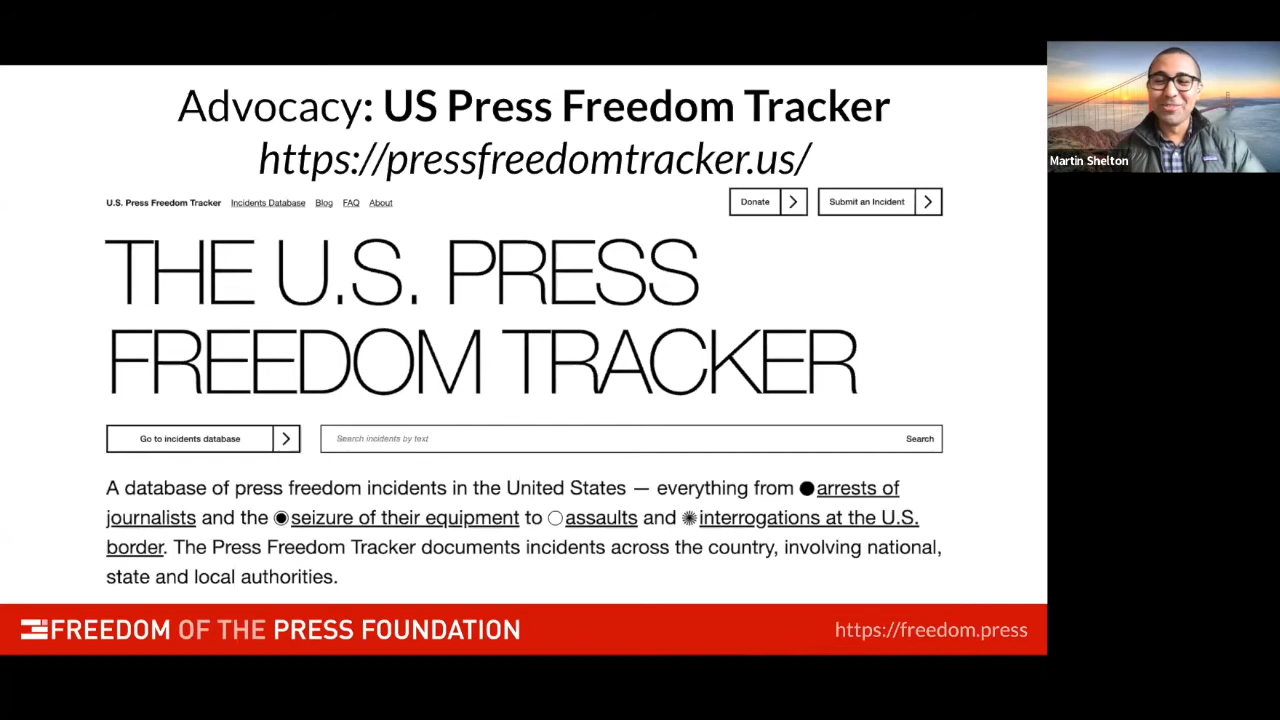 Advocacy: US Press Freedom Tracker
https://pressfreedomtracker.us/
U.S. Press Freedom Tracker Incidents Database Blog FAQ About Donate Submit an Incident
THE U.S. PRESS
FREEDOM TRACKER
Go to incidents database Search incidents by text Search
A database of press freedom incidents in the United States — everything from arrests of
journalists and the seizure of their equipment to assaults and interrogations at the U.S.
border. The Press Freedom Tracker documents incidents across the country, involving national,
state and local authorities.
FREEDOM OF THE PRESS FOUNDATION https://freedom.press
Martin Shelton